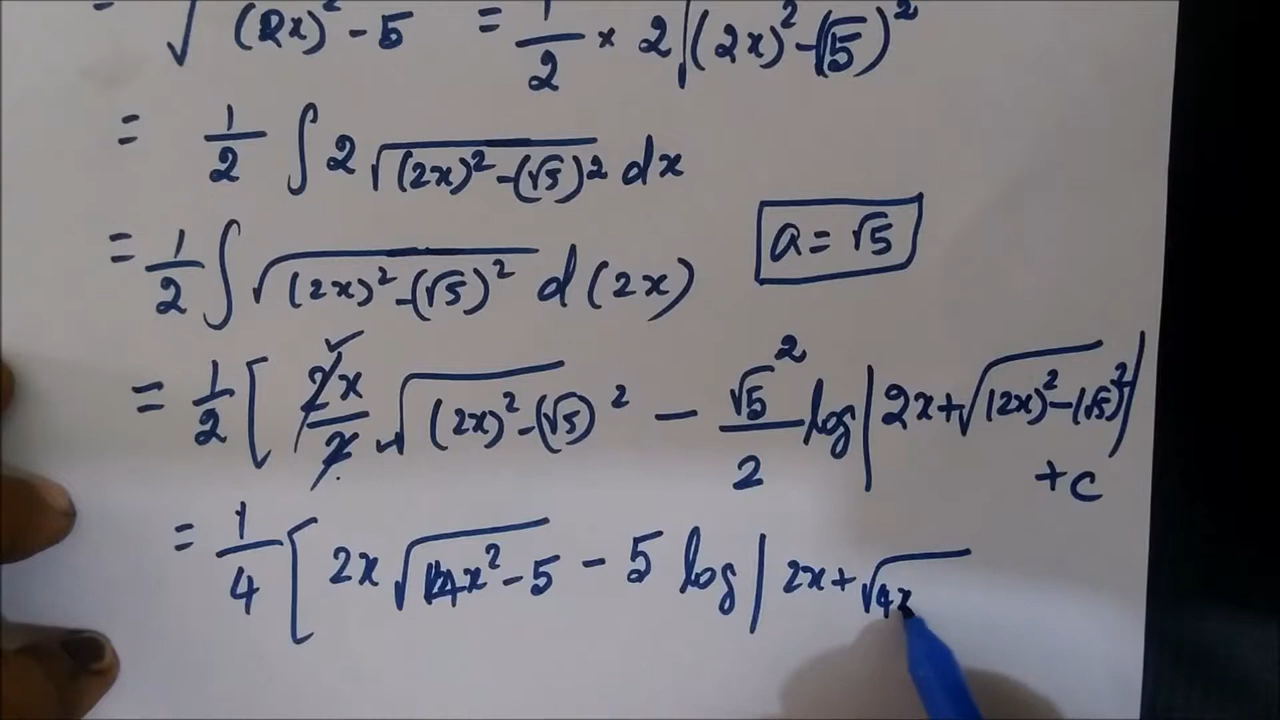 = √(2x)² - 5 = 1/2 × 2√(2x)² - (√5)²
= 1/2 ∫ 2 √(2x)² - (√5)² dx
= 1/2 ∫ √(2x)² - (√5)² d(2x)
a = √5
= 1/2 [ 2x/2 √(2x)² - (√5)² - √5²/2 log | 2x + √(2x)² - (√5)² |
+ c
= 1/4 [ 2x √4x² - 5 - 5 log | 2x + √4x